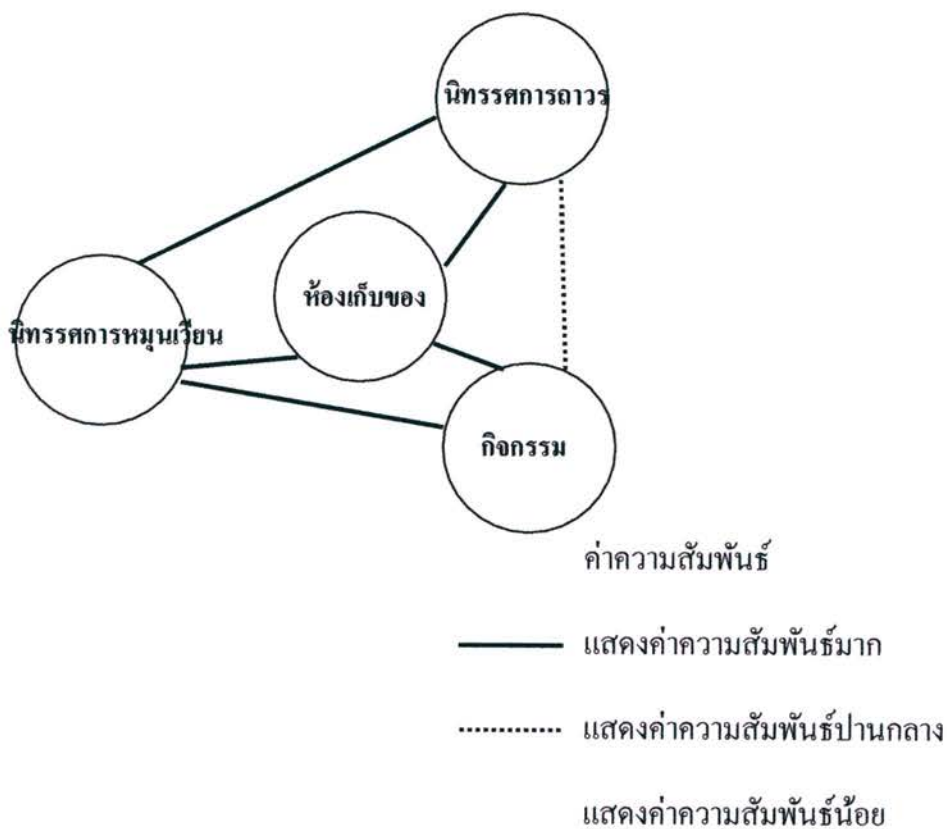 นิทรรศการถาวร
ห้องเก็บของ
นิทรรศการหมุนเวียน
กิจกรรม
ค่าความสัมพันธ์
แสดงค่าความสัมพันธ์มาก
แสดงค่าความสัมพันธ์ปานกลาง
แสดงค่าความสัมพันธ์น้อย